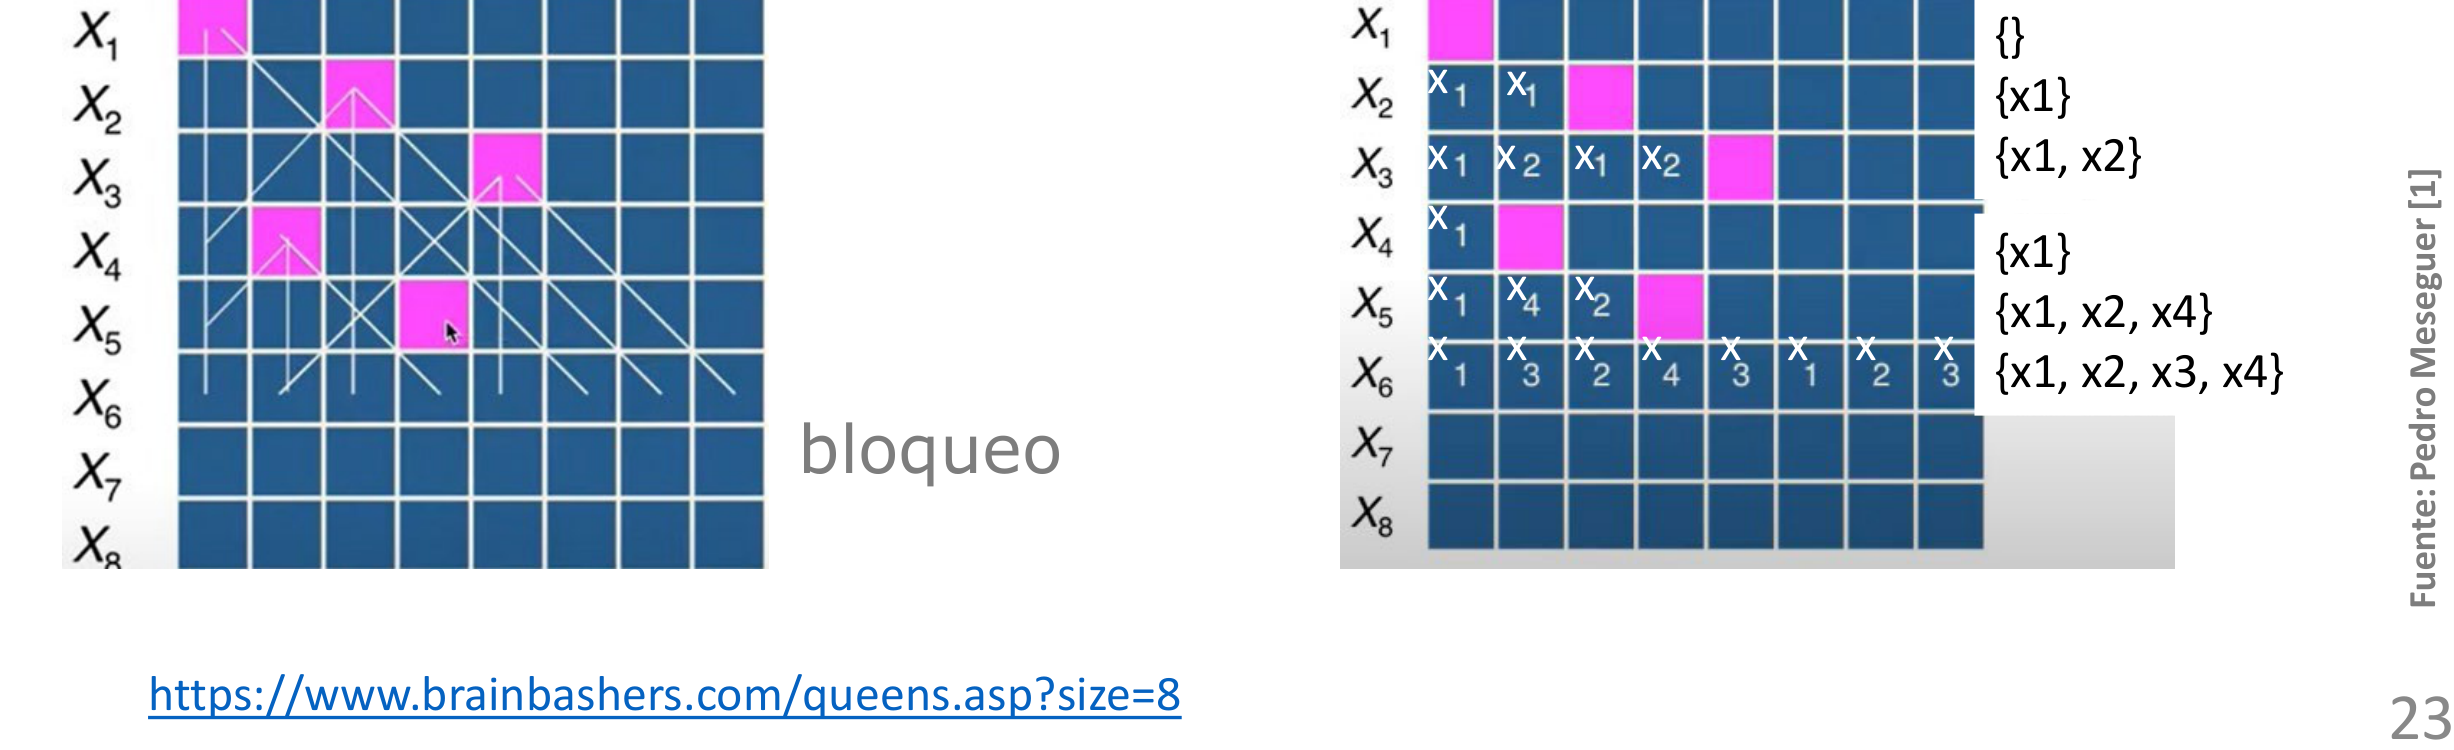 X1
X2
X3
X4
X5
X6
X7
X8
bloqueo
X1 {}
X2 x1 x1 {x1}
X3 x1 x2 x1 x2 {x1, x2}
X4 x1 {x1}
X5 x1 x4 x2 {x1, x2, x4}
X6 x1 x3 x2 x4 x3 x1 x2 x3 {x1, x2, x3, x4}
X7
X8
Fuente: Pedro Meseguer [1]
https://www.brainbashers.com/queens.asp?size=8
23